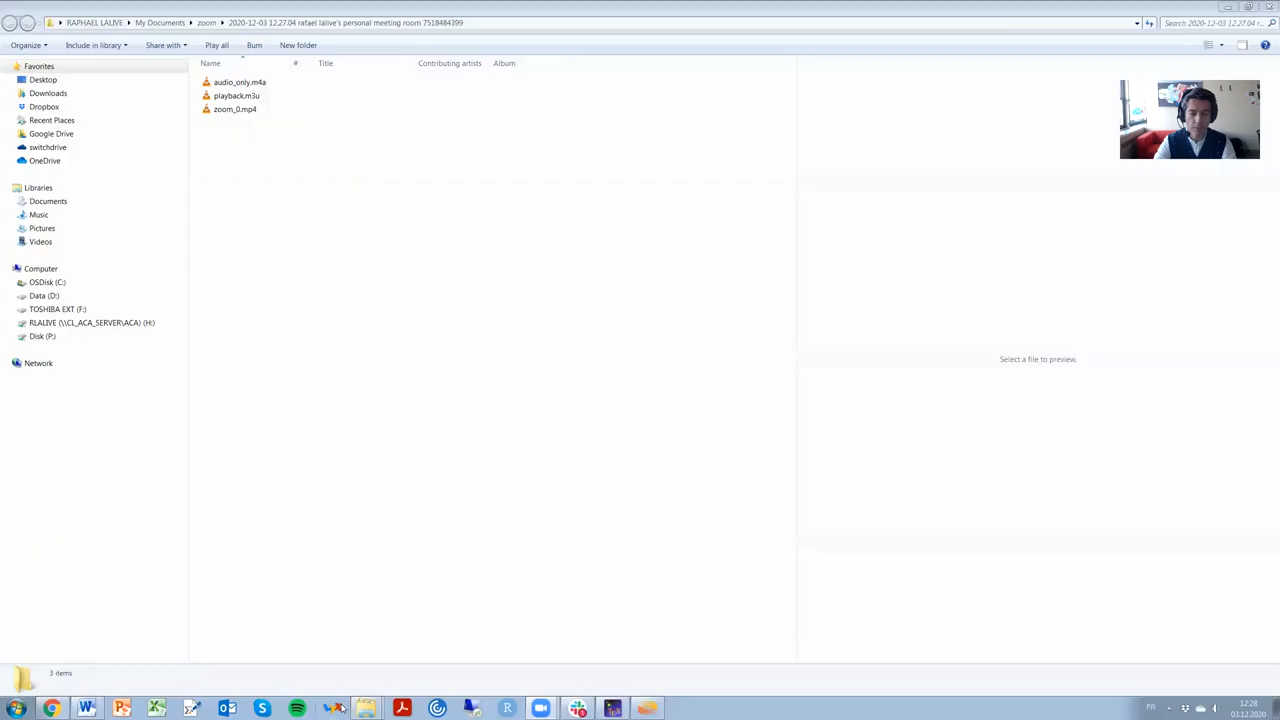 RAPHAEL LALIVE ▸ My Documents ▸ zoom ▸ 2020-12-03 12.27.04 rafael lalive's personal meeting room 7518484399
Search 2020-12-03 12.27.04 r...
Organize Include in library Share with Play all Burn New folder
Name # Title Contributing artists Album
Favorites
Desktop
Downloads
Dropbox
Recent Places
Google Drive
switchdrive
OneDrive
Libraries
Documents
Music
Pictures
Videos
Computer
OSDisk (C:)
Data (D:)
TOSHIBA EXT (F:)
RLALIVE (\\CL_ACA_SERVER\ACA) (H:)
Disk (P:)
Network
audio_only.m4a
playback.m3u
zoom_0.mp4
Select a file to preview.
3 items
FR
12:28
03.12.2020